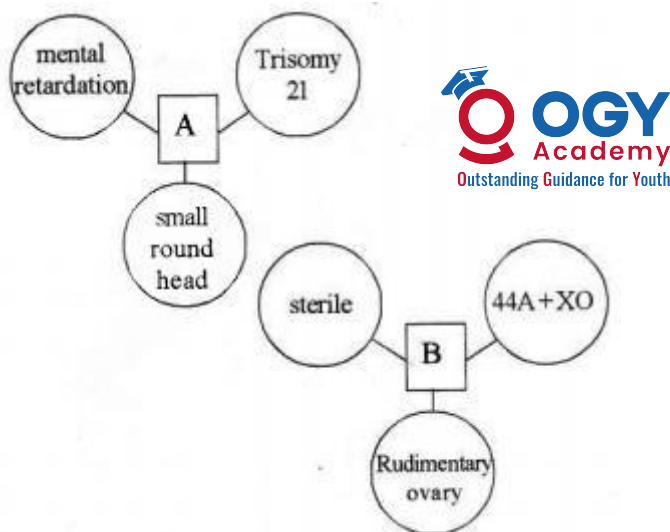 mental
retardation
Trisomy
21
A
small
round
head
OGY
Academy
Outstanding Guidance for Youth
sterile
44A+XO
B
Rudimentary
ovary